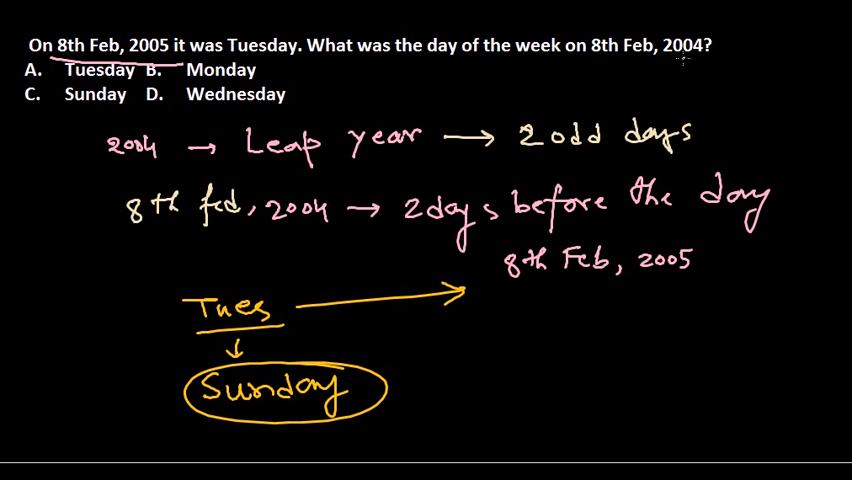 On 8th Feb, 2005 it was Tuesday. What was the day of the week on 8th Feb, 2004?
A. Tuesday B. Monday
C. Sunday D. Wednesday
2004 → Leap year → 2 odd days
8th feb, 2004 → 2 days before the day
8th Feb, 2005
Tues →
↓
Sunday